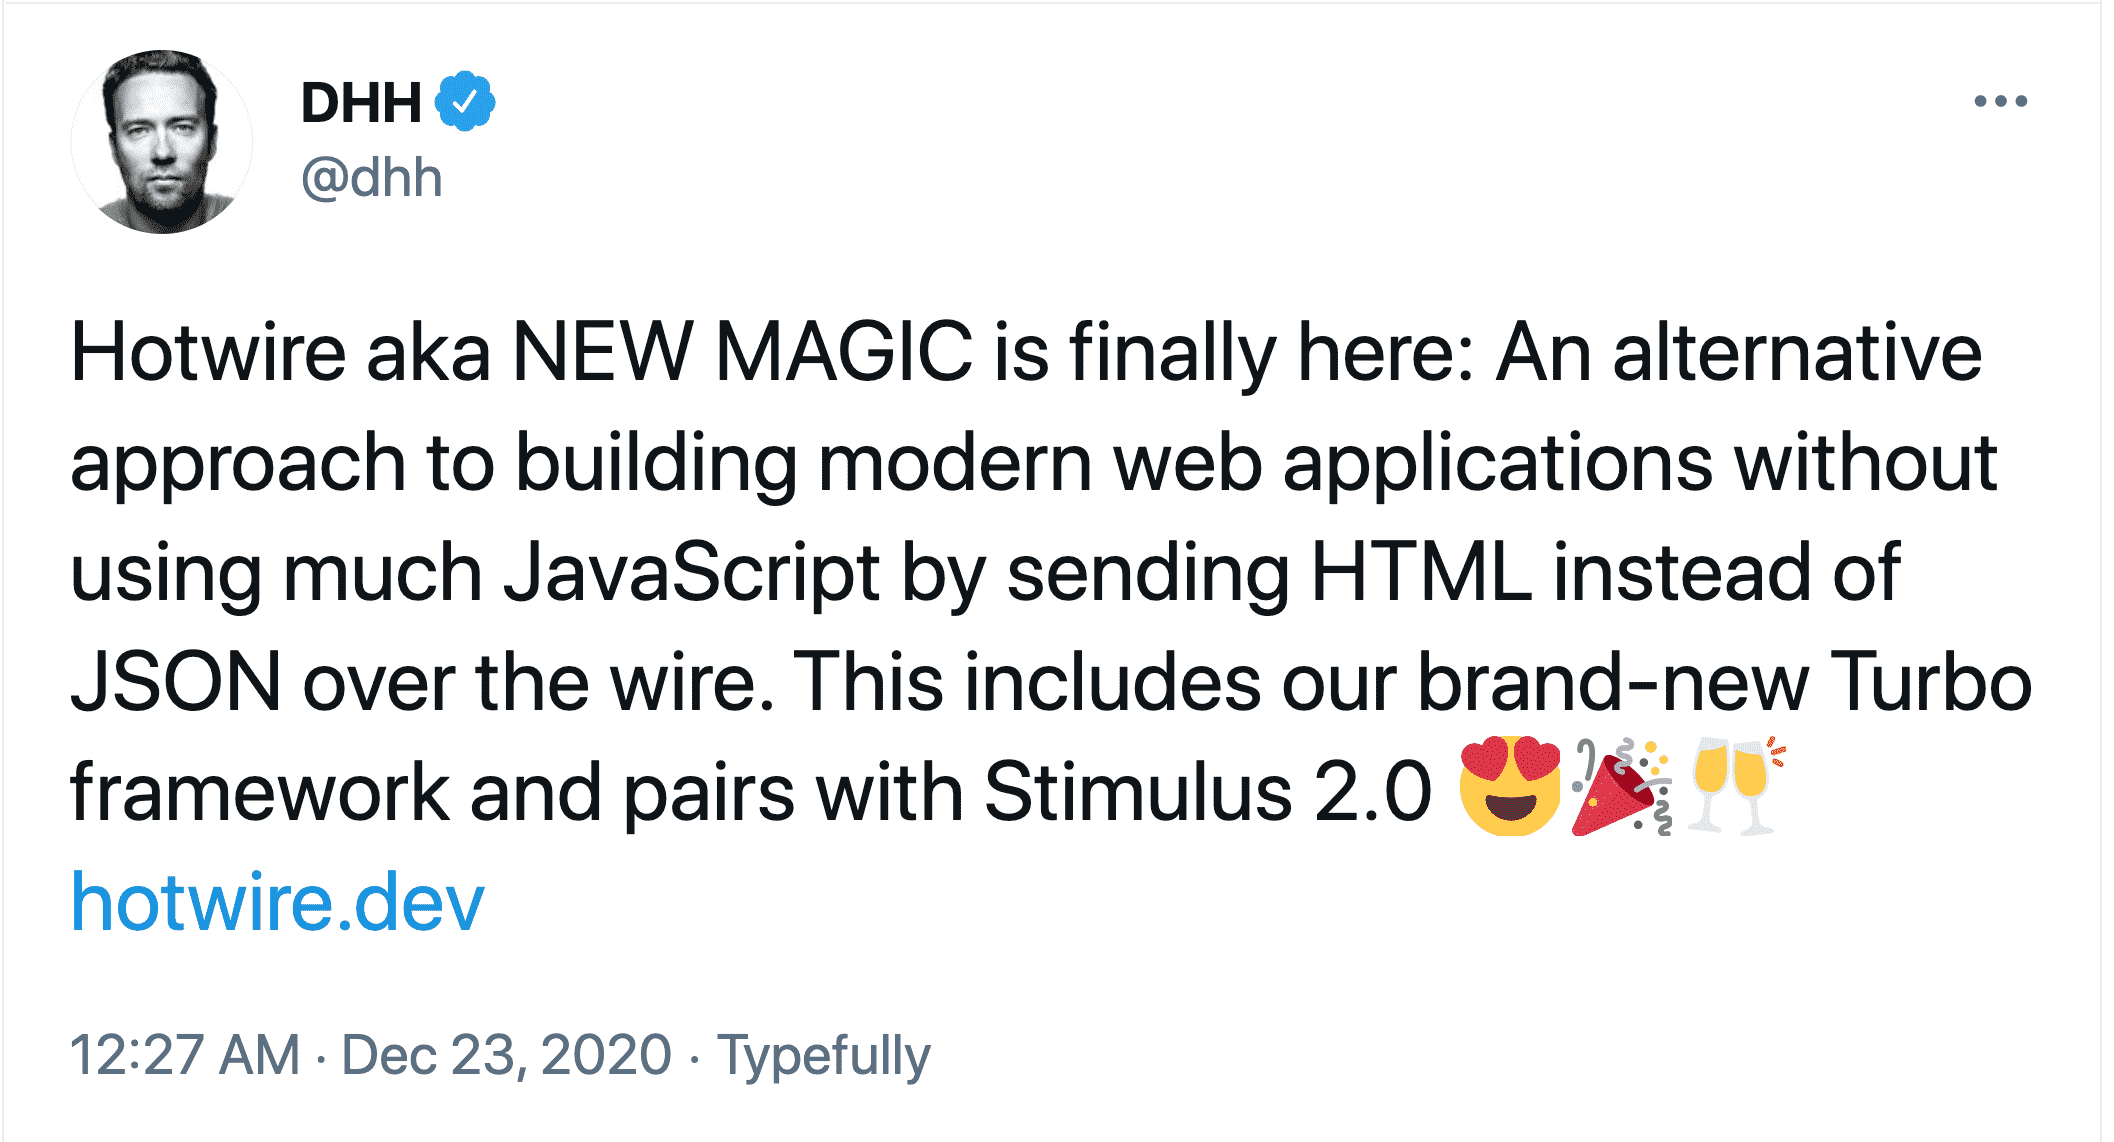 DHH
@dhh
Hotwire aka NEW MAGIC is finally here: An alternative
approach to building modern web applications without
using much JavaScript by sending HTML instead of
JSON over the wire. This includes our brand-new Turbo
framework and pairs with Stimulus 2.0 😍🎉🥂
hotwire.dev
12:27 AM · Dec 23, 2020 · Typefully